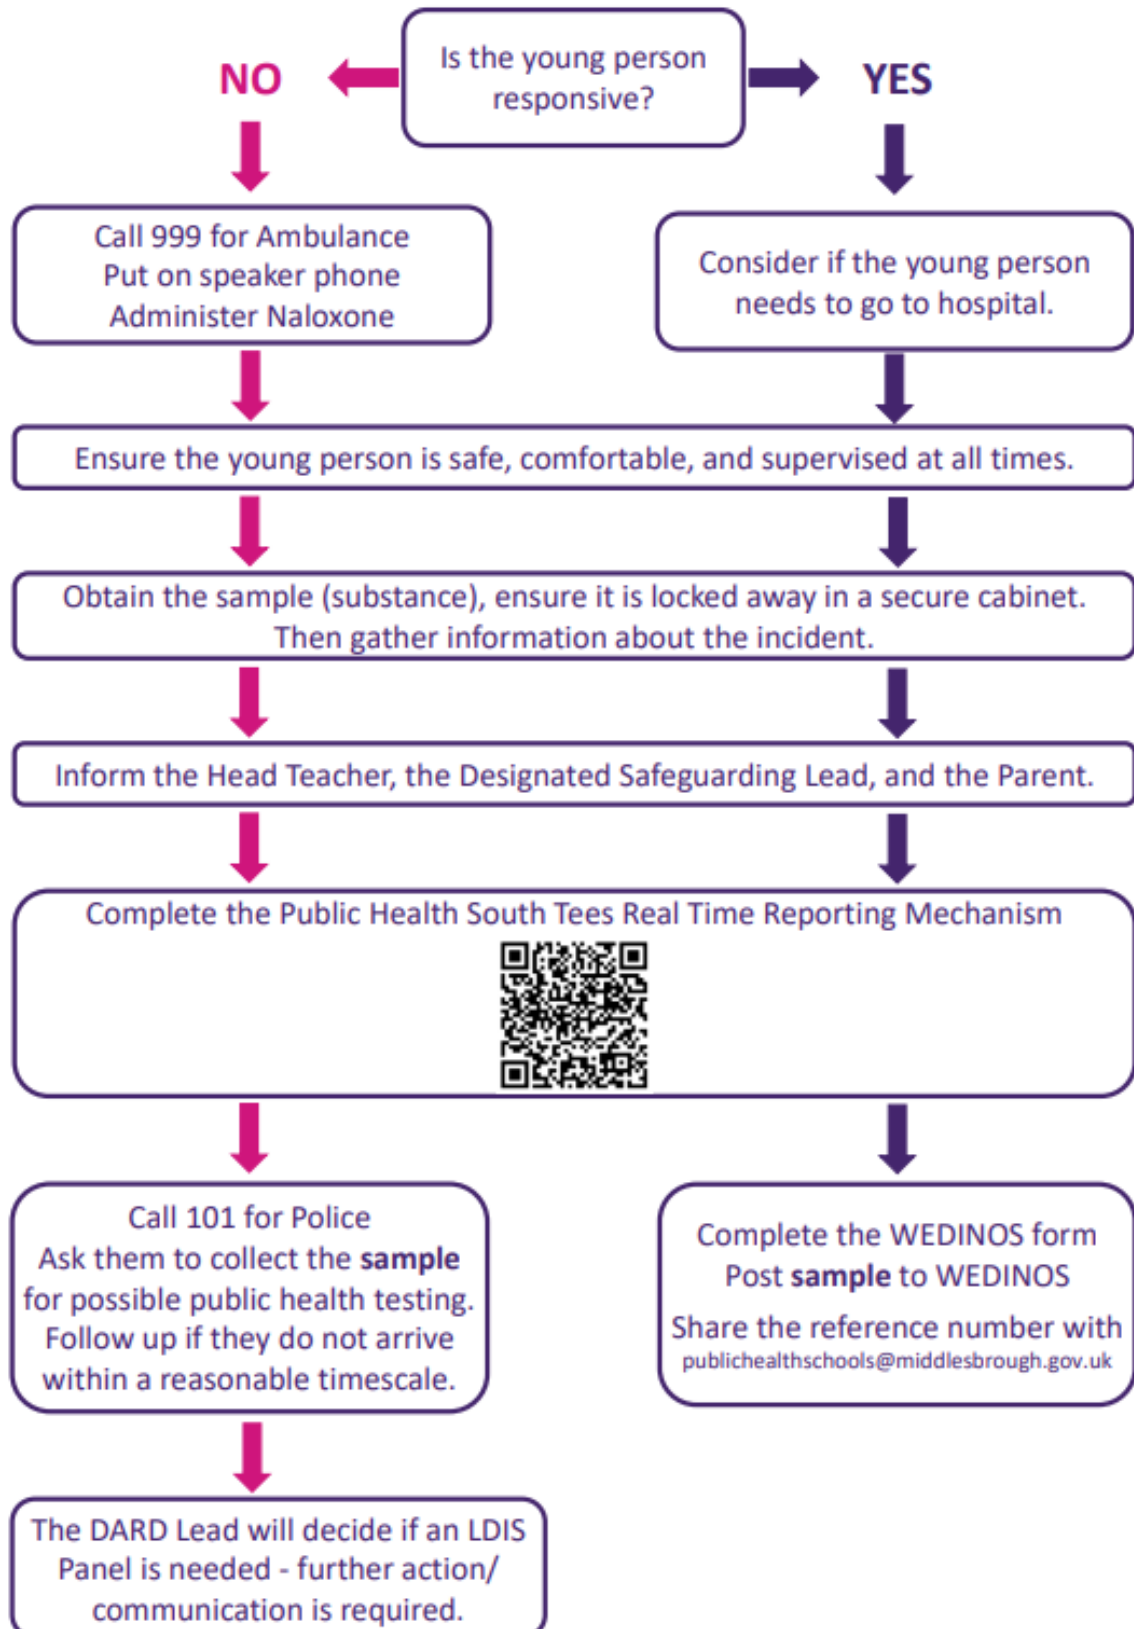 Is the young person
responsive?
NO
YES
Call 999 for Ambulance
Put on speaker phone
Administer Naloxone
Consider if the young person
needs to go to hospital.
Ensure the young person is safe, comfortable, and supervised at all times.
Obtain the sample (substance), ensure it is locked away in a secure cabinet.
Then gather information about the incident.
Inform the Head Teacher, the Designated Safeguarding Lead, and the Parent.
Complete the Public Health South Tees Real Time Reporting Mechanism
Call 101 for Police
Ask them to collect the sample
for possible public health testing.
Follow up if they do not arrive
within a reasonable timescale.
Complete the WEDINOS form
Post sample to WEDINOS
Share the reference number with
publichealthschools@middlesbrough.gov.uk
The DARD Lead will decide if an LDIS
Panel is needed - further action/
communication is required.